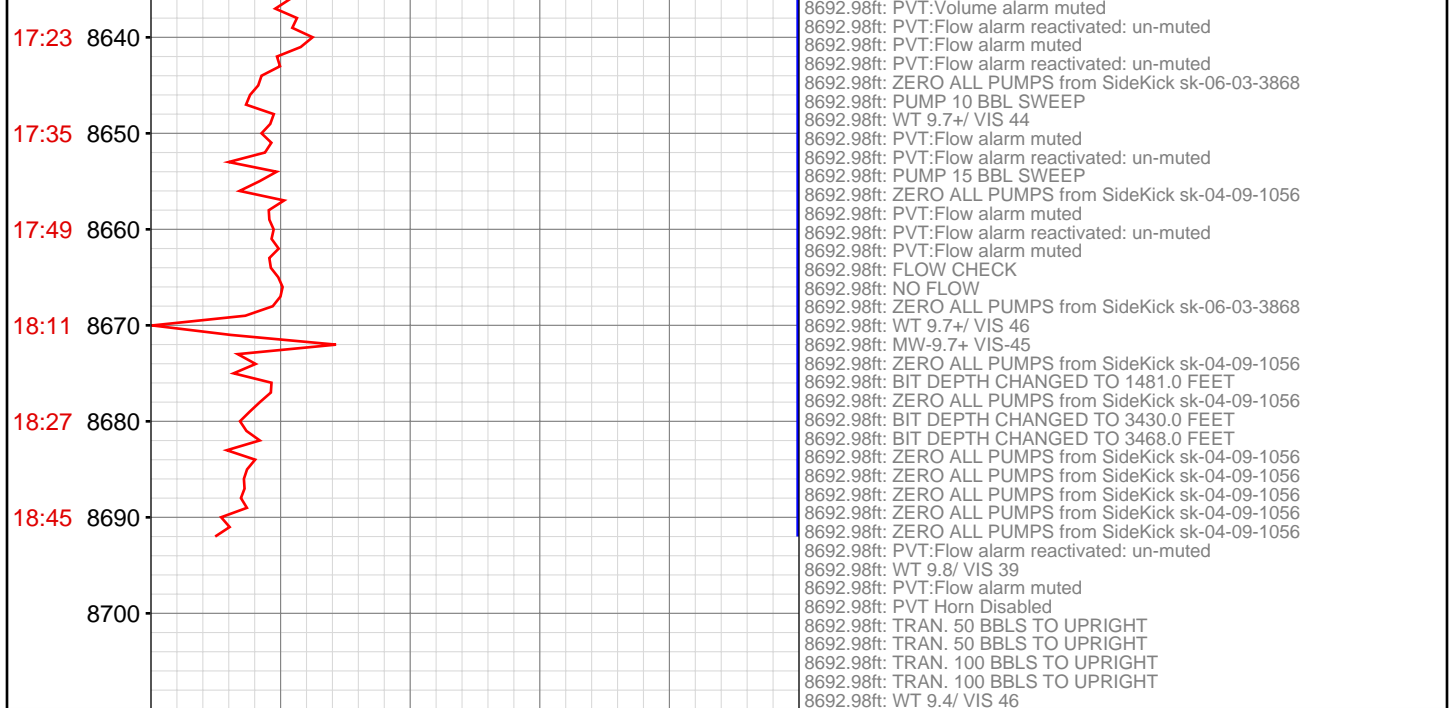 8692.98ft: PVT:Volume alarm muted
8692.98ft: PVT:Flow alarm reactivated: un-muted
17:23 8640
8692.98ft: PVT:Flow alarm muted
8692.98ft: PVT:Flow alarm reactivated: un-muted
8692.98ft: ZERO ALL PUMPS from SideKick sk-06-03-3868
8692.98ft: PUMP 10 BBL SWEEP
8692.98ft: WT 9.7+/ VIS 44
17:35 8650
8692.98ft: PVT:Flow alarm muted
8692.98ft: PVT:Flow alarm reactivated: un-muted
8692.98ft: PUMP 15 BBL SWEEP
8692.98ft: ZERO ALL PUMPS from SideKick sk-04-09-1056
8692.98ft: PVT:Flow alarm muted
17:49 8660
8692.98ft: PVT:Flow alarm reactivated: un-muted
8692.98ft: PVT:Flow alarm muted
8692.98ft: FLOW CHECK
8692.98ft: NO FLOW
8692.98ft: ZERO ALL PUMPS from SideKick sk-06-03-3868
18:11 8670
8692.98ft: WT 9.7+/ VIS 46
8692.98ft: MW-9.7+ VIS-45
8692.98ft: ZERO ALL PUMPS from SideKick sk-04-09-1056
8692.98ft: BIT DEPTH CHANGED TO 1481.0 FEET
8692.98ft: ZERO ALL PUMPS from SideKick sk-04-09-1056
18:27 8680
8692.98ft: BIT DEPTH CHANGED TO 3430.0 FEET
8692.98ft: BIT DEPTH CHANGED TO 3468.0 FEET
8692.98ft: ZERO ALL PUMPS from SideKick sk-04-09-1056
8692.98ft: ZERO ALL PUMPS from SideKick sk-04-09-1056
8692.98ft: ZERO ALL PUMPS from SideKick sk-04-09-1056
8692.98ft: ZERO ALL PUMPS from SideKick sk-04-09-1056
18:45 8690
8692.98ft: ZERO ALL PUMPS from SideKick sk-04-09-1056
8692.98ft: PVT:Flow alarm reactivated: un-muted
8692.98ft: WT 9.8/ VIS 39
8692.98ft: PVT:Flow alarm muted
8692.98ft: PVT Horn Disabled
8700
8692.98ft: TRAN. 50 BBLS TO UPRIGHT
8692.98ft: TRAN. 50 BBLS TO UPRIGHT
8692.98ft: TRAN. 100 BBLS TO UPRIGHT
8692.98ft: TRAN. 100 BBLS TO UPRIGHT
8692.98ft: WT 9.4/ VIS 46